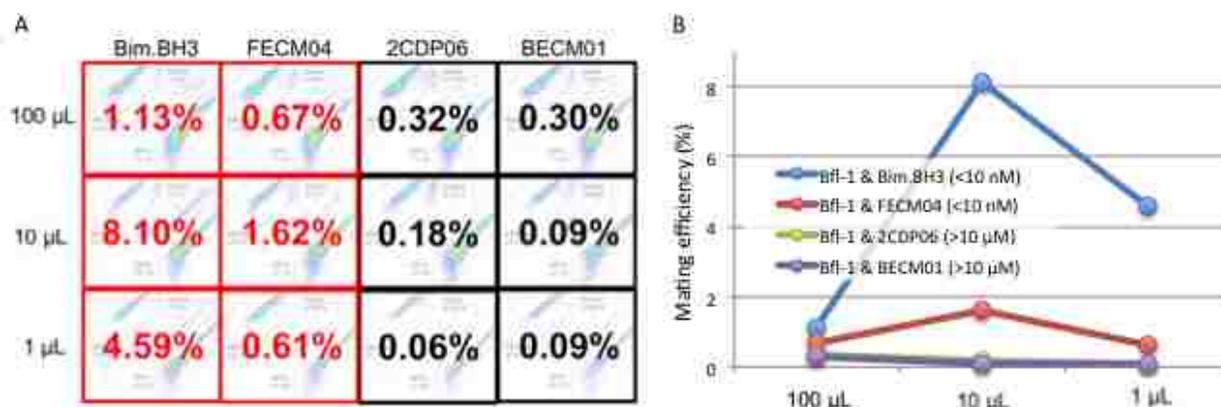 A
Bim.BH3 FECM04 2CDP06 BECM01
100 µL 1.13% 0.67% 0.32% 0.30%
10 µL 8.10% 1.62% 0.18% 0.09%
1 µL 4.59% 0.61% 0.06% 0.09%
B
Mating efficiency (%)
8
6
4
2
0
Bfl-1 & Bim.BH3 (<10 nM)
Bfl-1 & FECM04 (<10 nM)
Bfl-1 & 2CDP06 (>10 µM)
Bfl-1 & BECM01 (>10 µM)
100 µL 10 µL 1 µL